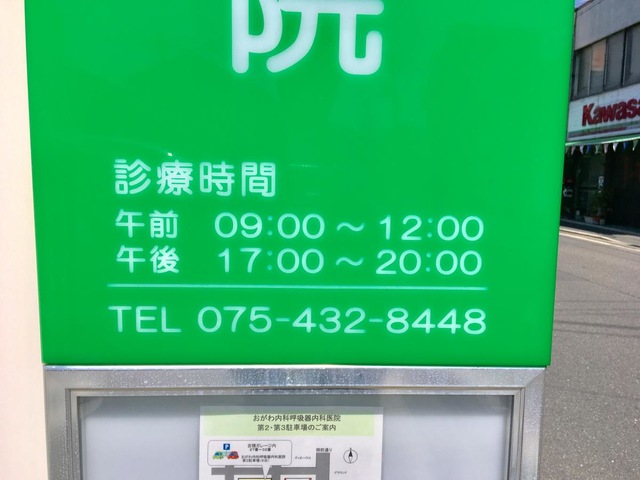 院
診療時間
午前 09:00～12:00
午後 17:00～20:00
TEL 075-432-8448
Kawasa
おがわ内科呼吸器内科医院
第2・第3駐車場のご案内